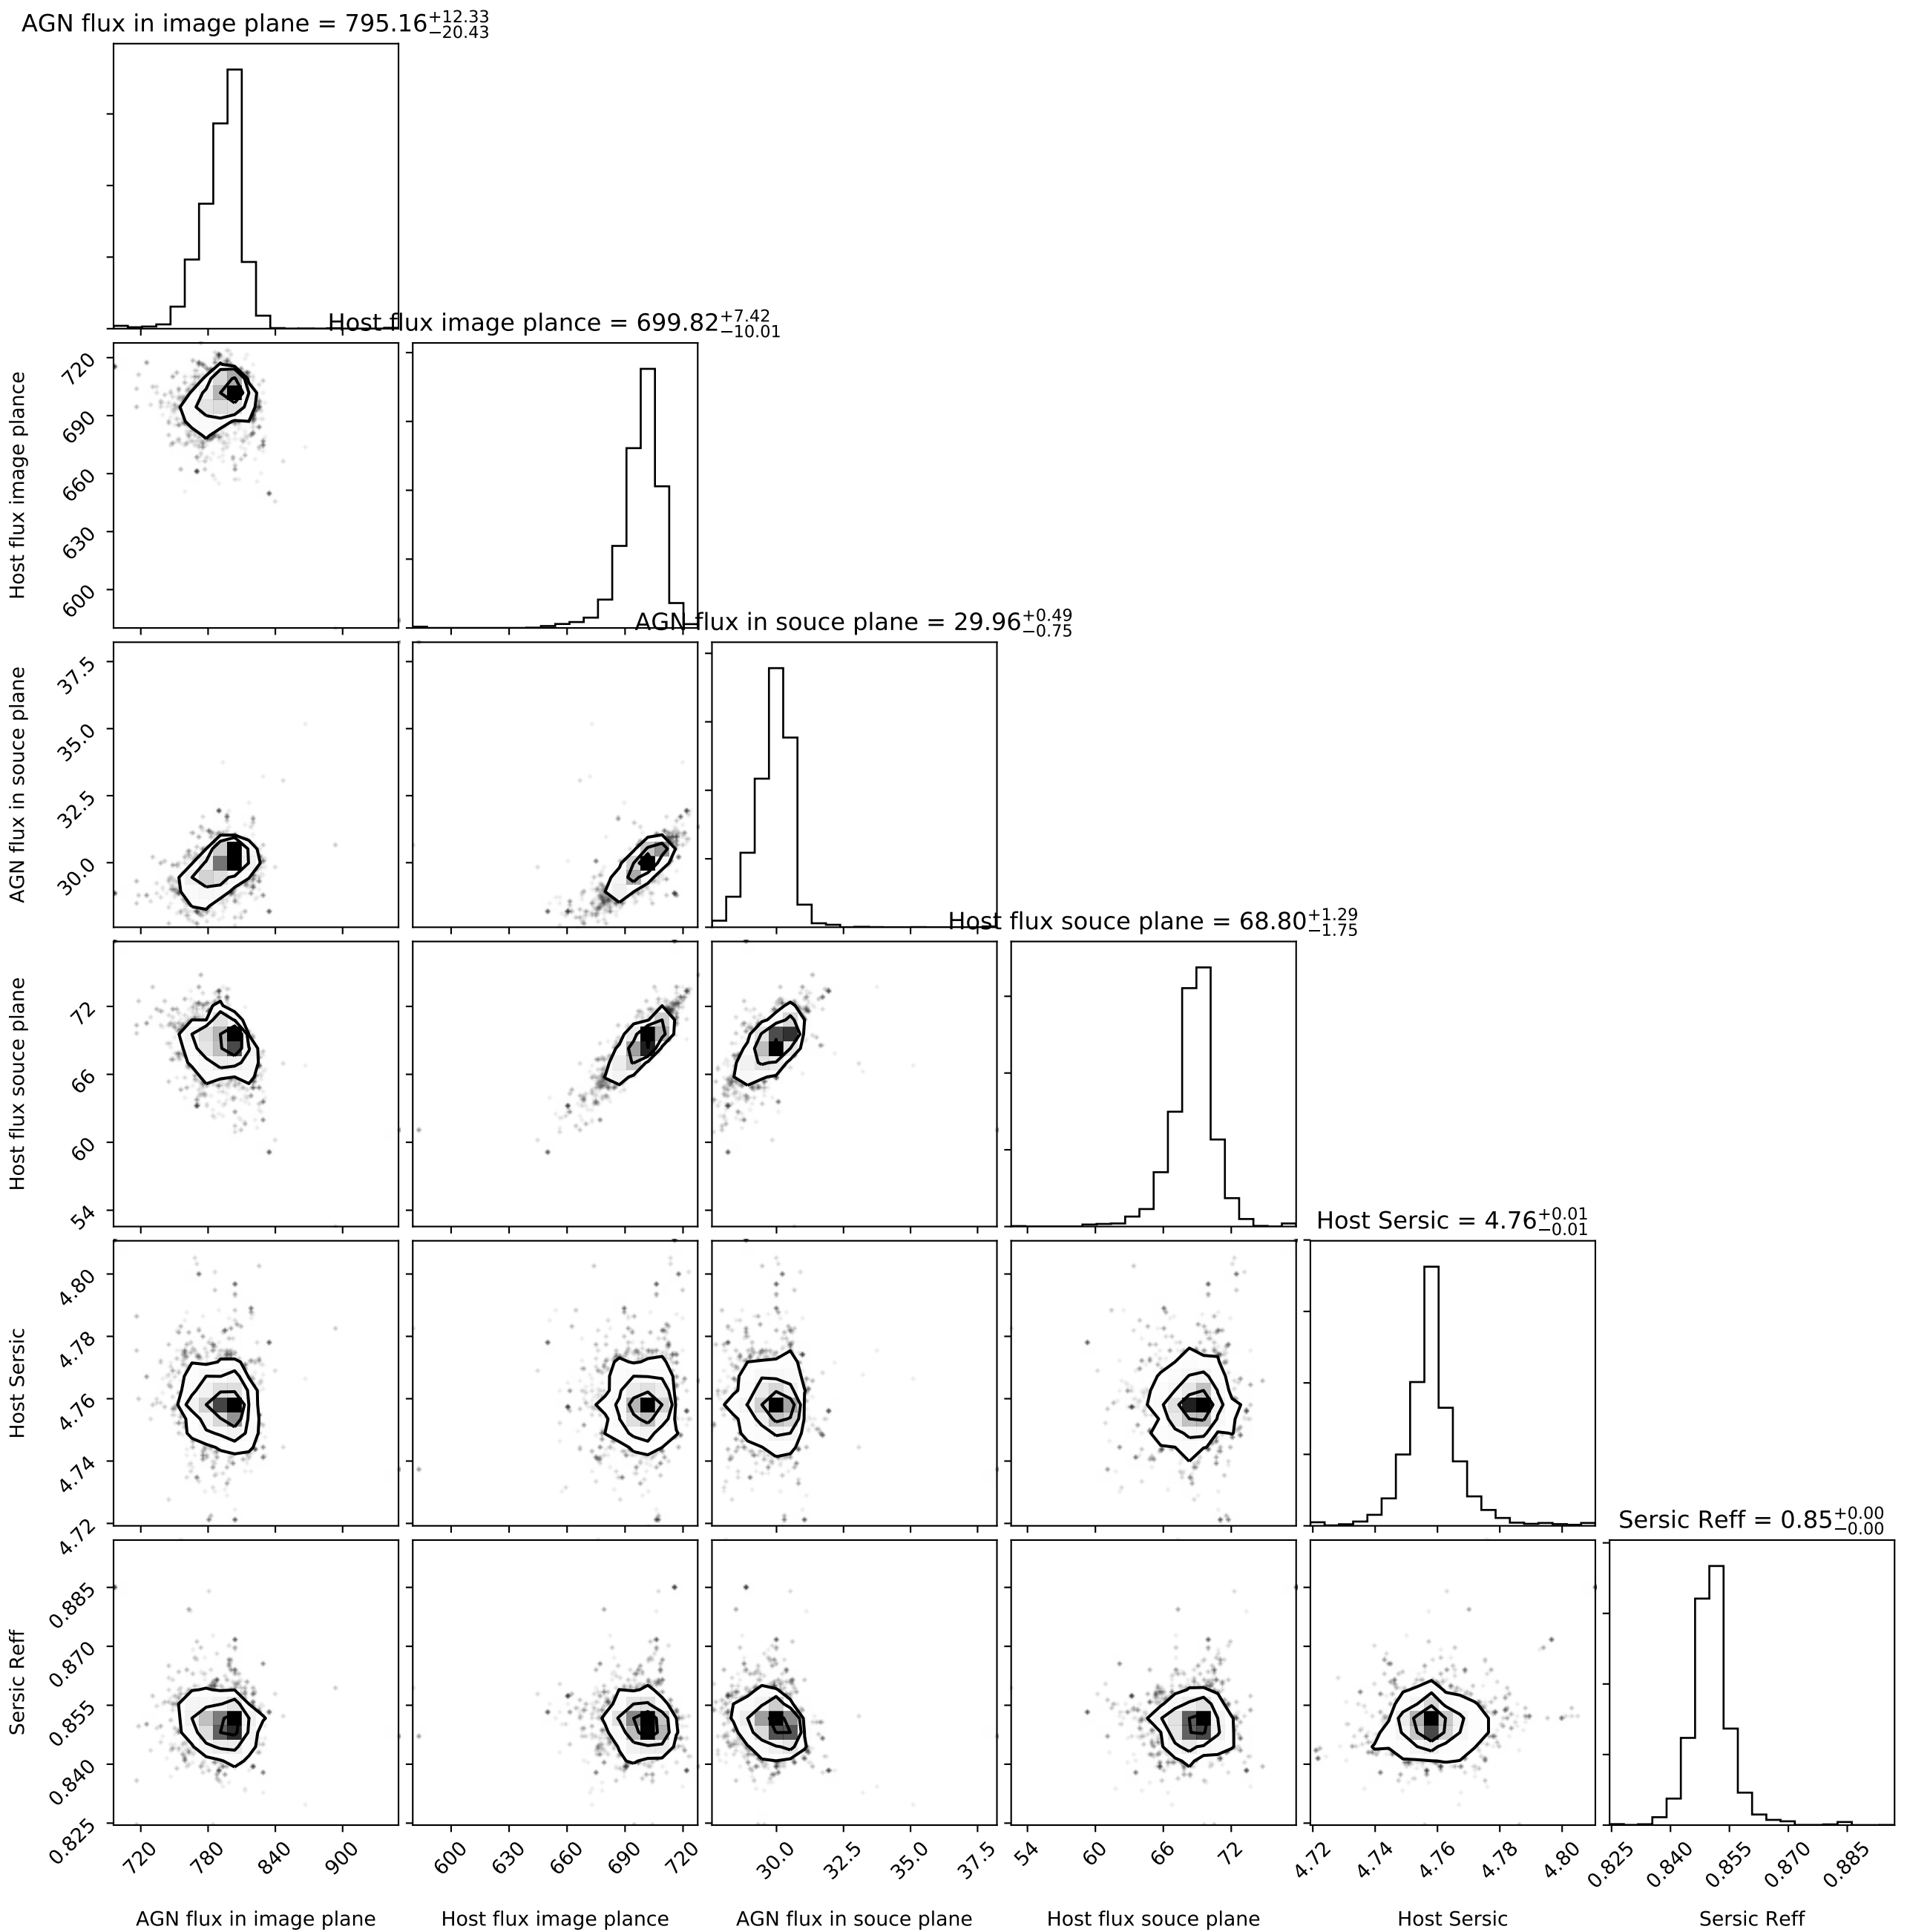 AGN flux in image plane = 795.16+12.33 −20.43
Host flux image plance = 699.82+7.42 −10.01
720
690
660
630
600
Host flux image plance
AGN flux in souce plane = 29.96+0.49 −0.75
37.5
35.0
32.5
30.0
AGN flux in souce plane
Host flux souce plane = 68.80+1.29 −1.75
72
66
60
54
Host flux souce plane
Host Sersic = 4.76+0.01 −0.01
4.80
4.78
4.76
4.74
4.72
Host Sersic
Sersic Reff = 0.85+0.00 −0.00
0.885
0.870
0.855
0.840
0.825
Sersic Reff
720 780 840 900 600 630 660 690 720 30.0 32.5 35.0 37.5 54 60 66 72 4.72 4.74 4.76 4.78 4.80 0.825 0.840 0.855 0.870 0.885
AGN flux in image plane Host flux image plance AGN flux in souce plane Host flux souce plane Host Sersic Sersic Reff